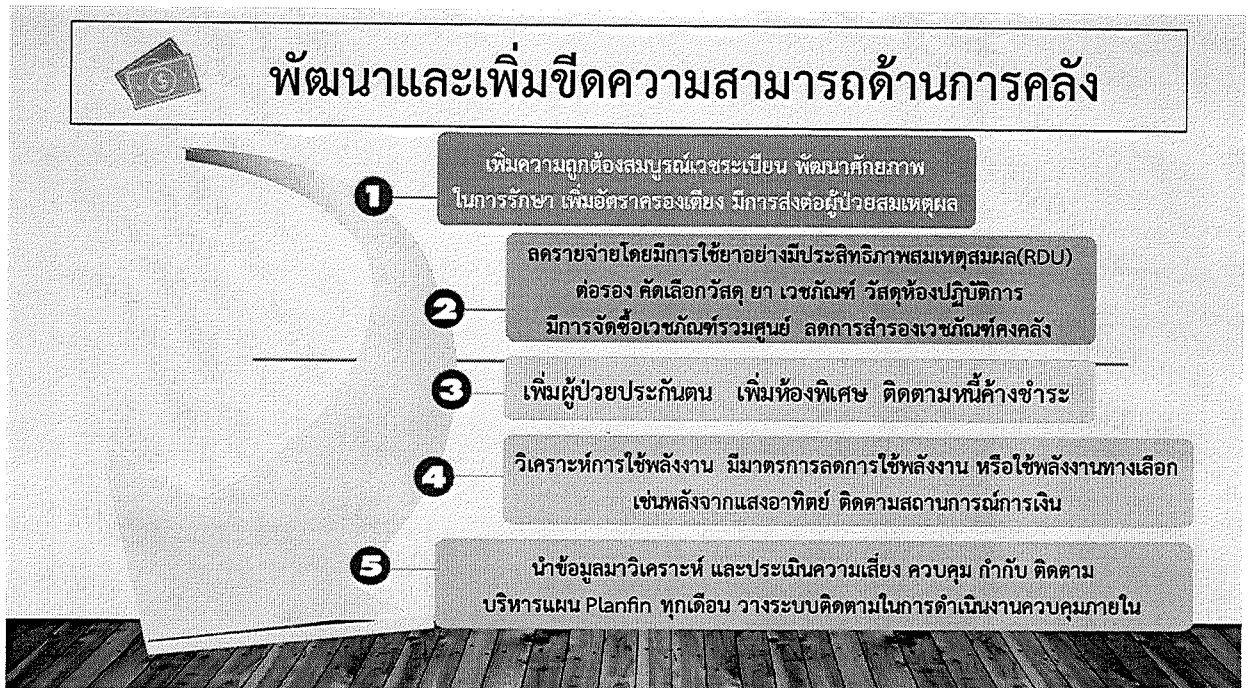 พัฒนาและเพิ่มขีดความสามารถด้านการคลัง
1
เพิ่มความถูกต้องสมบูรณ์เวชระเบียน พัฒนาศักยภาพ
ในการรักษา เพิ่มอัตราครองเตียง มีการส่งต่อผู้ป่วยสมเหตุผล
2
ลดรายจ่ายโดยมีการใช้ยาอย่างมีประสิทธิภาพสมเหตุสมผล(RDU)
ต่อรอง คัดเลือกวัสดุ ยา เวชภัณฑ์ วัสดุห้องปฏิบัติการ
มีการจัดซื้อเวชภัณฑ์รวมศูนย์ ลดการสำรองเวชภัณฑ์คงคลัง
3
เพิ่มผู้ป่วยประกันตน เพิ่มห้องพิเศษ ติดตามหนี้ค้างชำระ
4
วิเคราะห์การใช้พลังงาน มีมาตรการลดการใช้พลังงาน หรือใช้พลังงานทางเลือก
เช่นพลังจากแสงอาทิตย์ ติดตามสถานการณ์การเงิน
5
นำข้อมูลมาวิเคราะห์ และประเมินความเสี่ยง ควบคุม กำกับ ติดตาม
บริหารแผน Planfin ทุกเดือน วางระบบติดตามในการดำเนินงานควบคุมภายใน